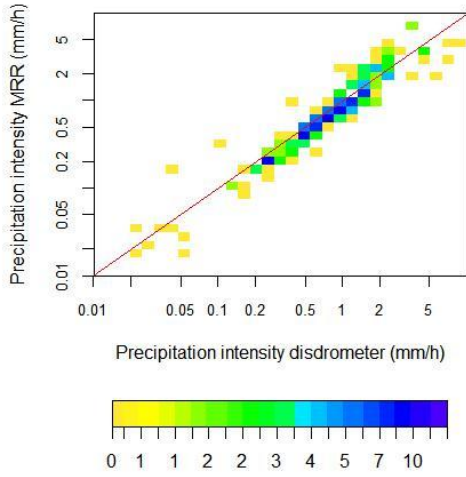 Precipitation intensity MRR (mm/h)
5
2
0.5
0.2
0.05
0.01
0.01 0.05 0.1 0.2 0.5 1 2 5
Precipitation intensity disdrometer (mm/h)
0 1 1 2 2 3 4 5 7 10